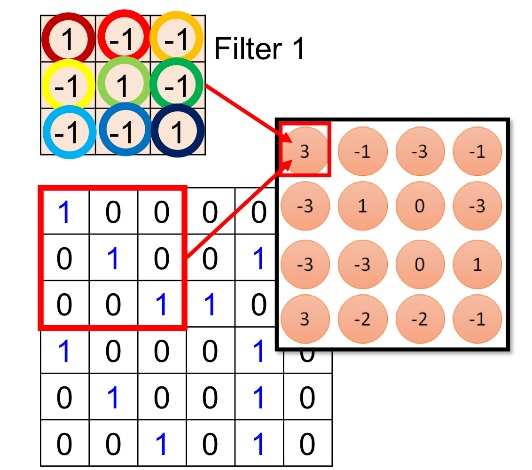 1 -1 -1
Filter 1
-1 1 -1
-1 -1 1
3 -1 -3 -1
-3 1 0 -3
-3 -3 0 1
3 -2 -2 -1
1 0 0 0 0
0 1 0 0 1
0 0 1 1 0
1 0 0 0 1 0
0 1 0 0 1 0
0 0 1 0 1 0